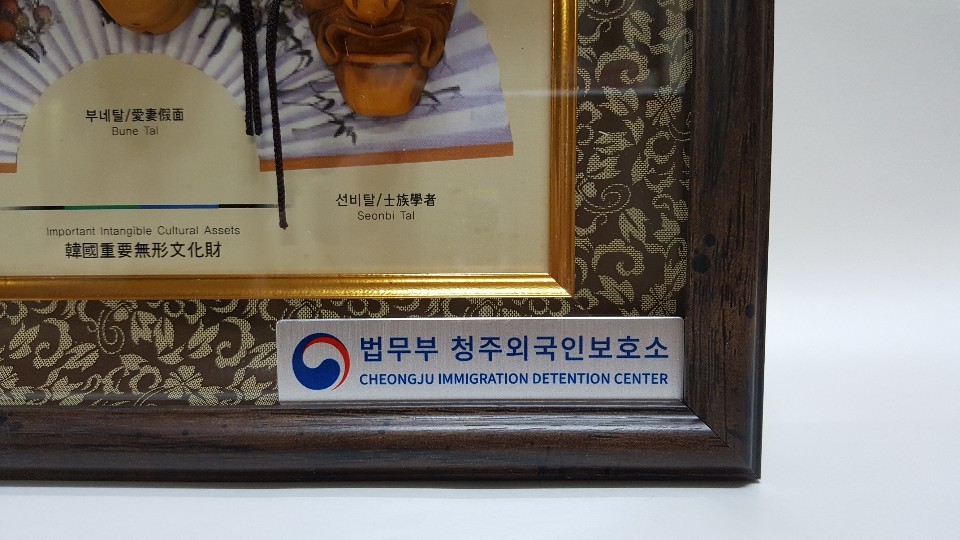 부네탈/愛妻假面
Bune Tal
선비탈/士族學者
Seonbi Tal
Important Intangible Cultural Assets
韓國重要無形文化財
법무부 청주외국인보호소
CHEONGJU IMMIGRATION DETENTION CENTER